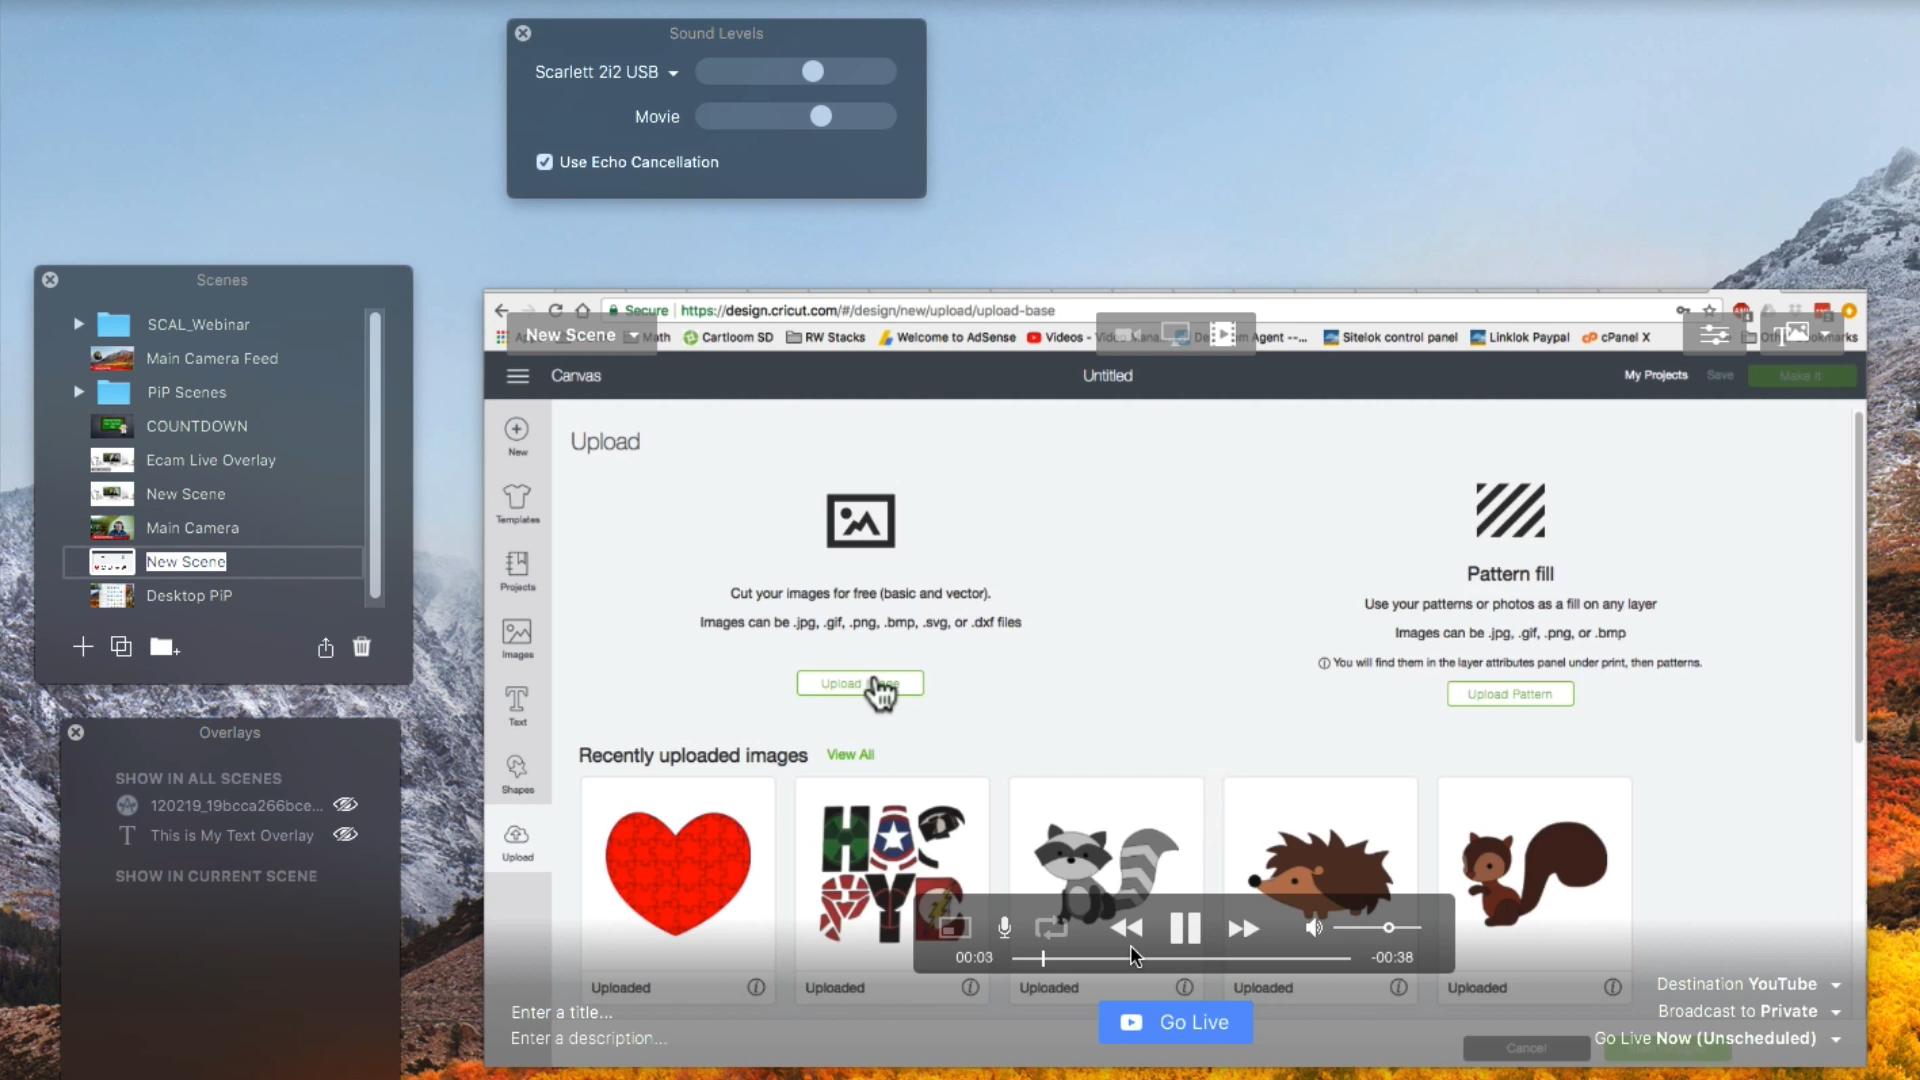 Sound Levels
Scarlett 2i2 USB
Movie
Use Echo Cancellation
Scenes
SCAL_Webinar
Main Camera Feed
PiP Scenes
COUNTDOWN
Ecam Live Overlay
New Scene
Main Camera
New Scene
Desktop PiP
Overlays
SHOW IN ALL SCENES
120219_19bcca266bce...
This is My Text Overlay
SHOW IN CURRENT SCENE
Secure https://design.cricut.com/#/design/new/upload/upload-base
New Scene
Math Cartloom SD RW Stacks Welcome to AdSense Videos - Agent --... Sitelok control panel Linklok Paypal cPanel X
Canvas Untitled My Projects Save Make It
New
Templates
Projects
Images
Text
Shapes
Upload
Upload
Cut your images for free (basic and vector).
Images can be .jpg, .gif, .png, .bmp, .svg, or .dxf files
Upload
Pattern fill
Use your patterns or photos as a fill on any layer
Images can be .jpg, .gif, .png, or .bmp
You will find them in the layer attributes panel under print, then patterns.
Upload Pattern
Recently uploaded images View All
Uploaded Uploaded Uploaded Uploaded Uploaded
00:03 -00:38
Enter a title...
Enter a description...
Go Live
Destination YouTube
Broadcast to Private
Go Live Now (Unscheduled)
Cancel